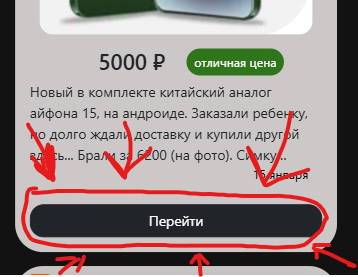 5000 ₽
отличная цена
Новый в комплекте китайский аналог
айфона 15, на андроиде. Заказали ребенку,
но долго ждали доставку и купили другой
здесь... Брали за 6200 (на фото). Симку...
15 января
Перейти